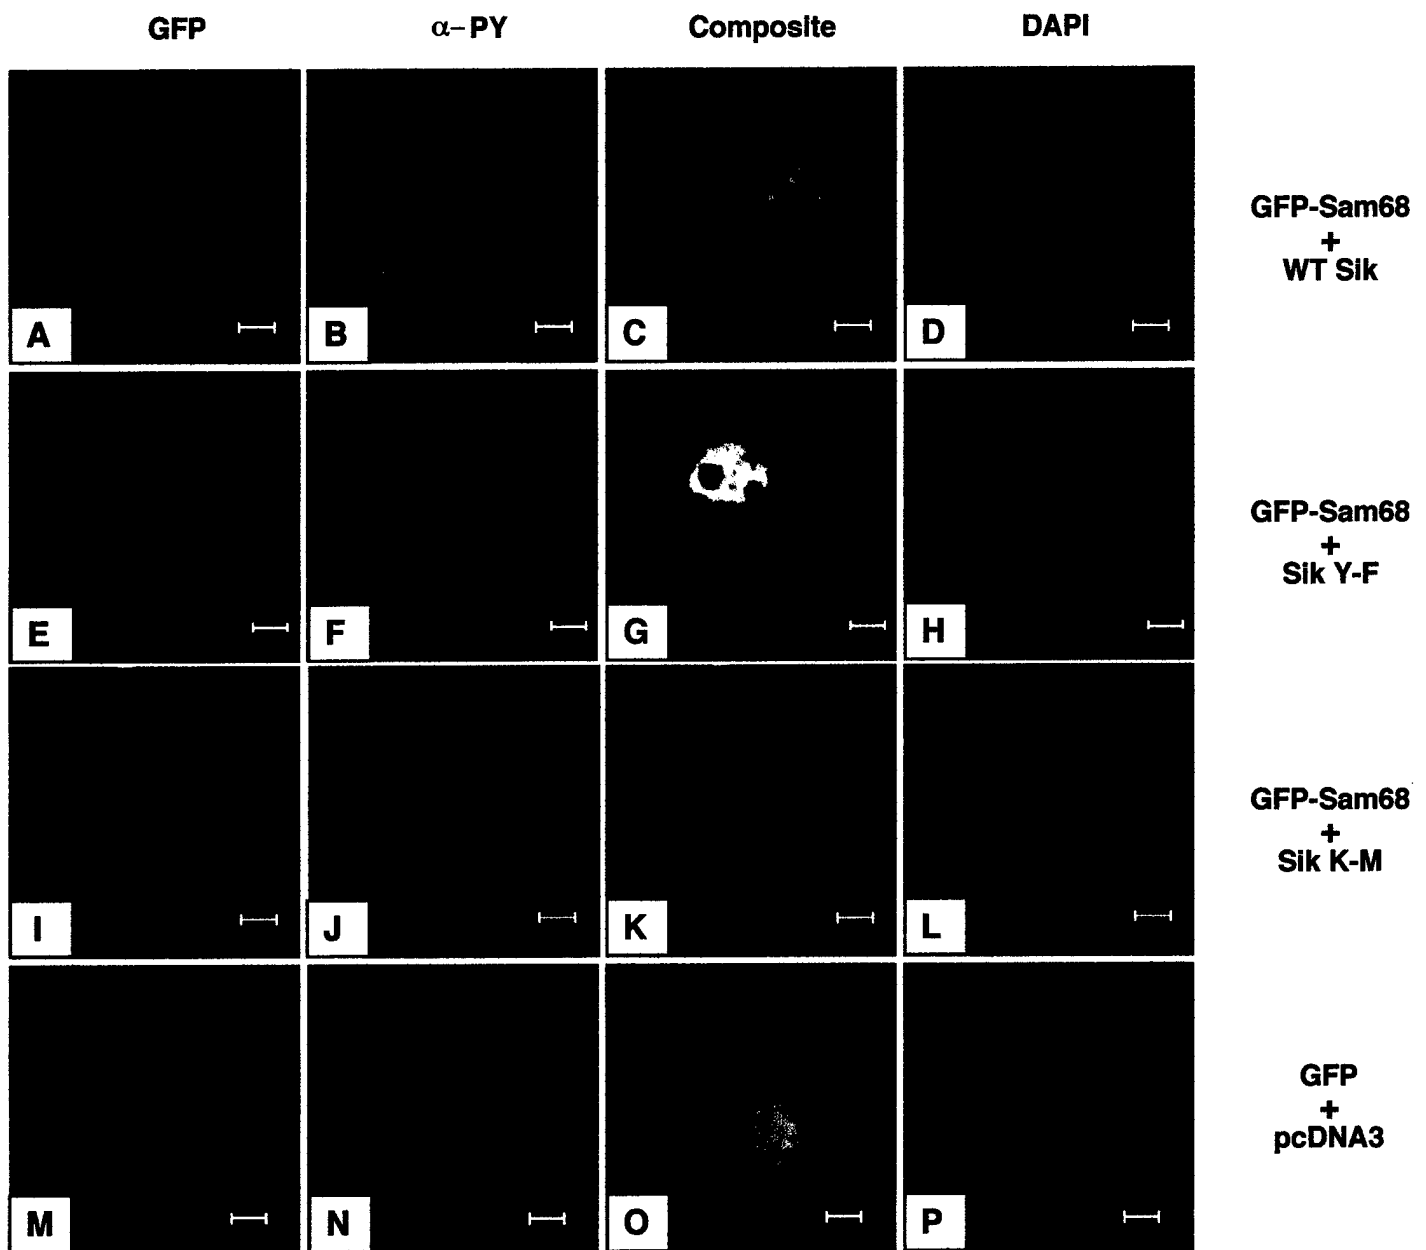 GFP
α–PY
Composite
DAPI
A
B
C
D
GFP-Sam68
+
WT Sik
E
F
G
H
GFP-Sam68
+
Sik Y-F
I
J
K
L
GFP-Sam68
+
Sik K-M
M
N
O
P
GFP
+
pcDNA3